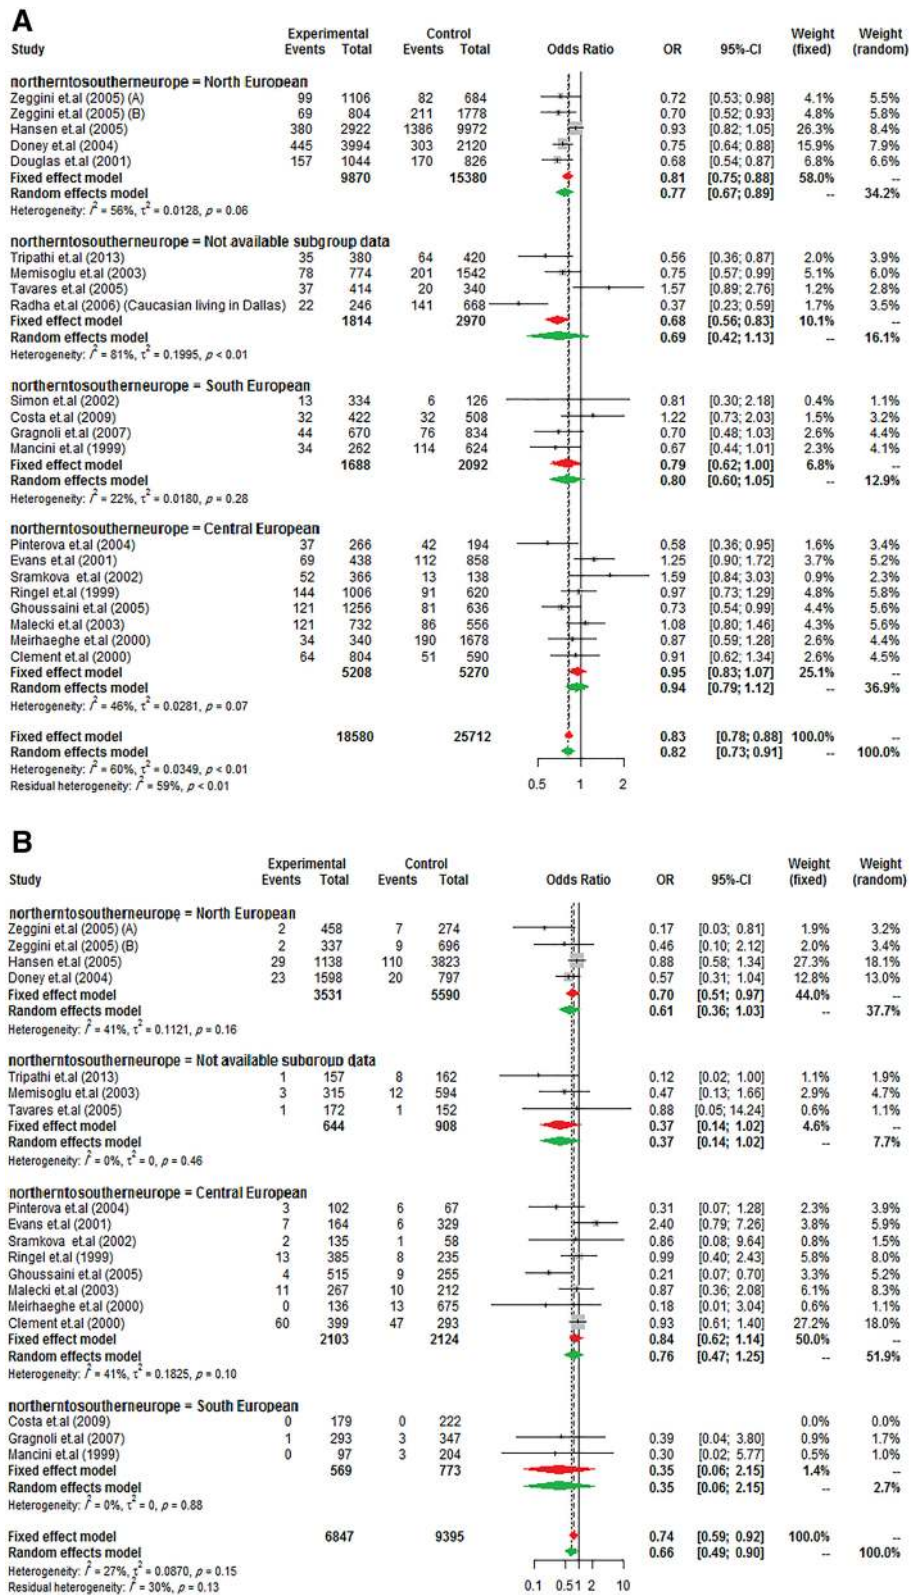 A
Experimental Control Weight Weight
Study Events Total Events Total Odds Ratio OR 95%-CI (fixed) (random)
northerntosoutherneurope = North European
Zeggini et.al (2005) (A) 99 1106 82 684 0.72 [0.53; 0.98] 4.1% 5.5%
Zeggini et.al (2005) (B) 69 804 211 1778 0.70 [0.52; 0.93] 4.8% 5.8%
Hansen et.al (2005) 380 2922 1386 9972 0.93 [0.82; 1.05] 26.3% 8.4%
Doney et.al (2004) 445 3994 303 2120 0.75 [0.64; 0.88] 15.9% 7.9%
Douglas et.al (2001) 157 1044 170 826 0.68 [0.54; 0.87] 6.8% 6.6%
Fixed effect model 9870 15380 0.81 [0.75; 0.88] 58.0% --
Random effects model 0.77 [0.67; 0.89] -- 34.2%
Heterogeneity: I² = 56%, τ² = 0.0128, p = 0.06
northerntosoutherneurope = Not available subgroup data
Tripathi et.al (2013) 35 380 64 420 0.56 [0.36; 0.87] 2.0% 3.9%
Memisoglu et.al (2003) 78 774 201 1542 0.75 [0.57; 0.99] 5.1% 6.0%
Tavares et.al (2005) 37 414 20 340 1.57 [0.89; 2.76] 1.2% 2.8%
Radha et.al (2006) (Caucasian living in Dallas) 22 246 141 668 0.37 [0.23; 0.59] 1.7% 3.5%
Fixed effect model 1814 2970 0.68 [0.56; 0.83] 10.1% --
Random effects model 0.69 [0.42; 1.13] -- 16.1%
Heterogeneity: I² = 81%, τ² = 0.1995, p < 0.01
northerntosoutherneurope = South European
Simon et.al (2002) 13 334 6 126 0.81 [0.30; 2.18] 0.4% 1.1%
Costa et.al (2009) 32 422 32 508 1.22 [0.73; 2.03] 1.5% 3.2%
Gragnoli et.al (2007) 44 670 76 834 0.70 [0.48; 1.03] 2.6% 4.4%
Mancini et.al (1999) 34 262 114 624 0.67 [0.44; 1.01] 2.3% 4.1%
Fixed effect model 1688 2092 0.79 [0.62; 1.00] 6.8% --
Random effects model 0.80 [0.60; 1.05] -- 12.9%
Heterogeneity: I² = 22%, τ² = 0.0180, p = 0.28
northerntosoutherneurope = Central European
Pinterova et.al (2004) 37 266 42 194 0.58 [0.36; 0.95] 1.6% 3.4%
Evans et.al (2001) 69 438 112 858 1.25 [0.90; 1.72] 3.7% 5.2%
Sramkova et.al (2002) 52 366 13 138 1.59 [0.84; 3.03] 0.9% 2.3%
Ringel et.al (1999) 144 1006 91 620 0.97 [0.73; 1.29] 4.8% 5.8%
Ghoussaini et.al (2005) 121 1256 81 636 0.73 [0.54; 0.99] 4.4% 5.6%
Malecki et.al (2003) 121 732 86 556 1.08 [0.80; 1.46] 4.3% 5.6%
Meirhaeghe et.al (2000) 34 340 190 1678 0.87 [0.59; 1.28] 2.6% 4.4%
Clement et.al (2000) 64 804 51 590 0.91 [0.62; 1.34] 2.6% 4.5%
Fixed effect model 5208 5270 0.95 [0.83; 1.07] 25.1% --
Random effects model 0.94 [0.79; 1.12] -- 36.9%
Heterogeneity: I² = 46%, τ² = 0.0281, p = 0.07
Fixed effect model 18580 25712 0.83 [0.78; 0.88] 100.0% --
Random effects model 0.82 [0.73; 0.91] -- 100.0%
Heterogeneity: I² = 60%, τ² = 0.0349, p < 0.01
Residual heterogeneity: I² = 59%, p < 0.01
0.5 1 2
B
Experimental Control Weight Weight
Study Events Total Events Total Odds Ratio OR 95%-CI (fixed) (random)
northerntosoutherneurope = North European
Zeggini et.al (2005) (A) 2 458 7 274 0.17 [0.03; 0.81] 1.9% 3.2%
Zeggini et.al (2005) (B) 2 337 9 696 0.46 [0.10; 2.12] 2.0% 3.4%
Hansen et.al (2005) 29 1138 110 3823 0.88 [0.58; 1.34] 27.3% 18.1%
Doney et.al (2004) 23 1598 20 797 0.57 [0.31; 1.04] 12.8% 13.0%
Fixed effect model 3531 5590 0.70 [0.51; 0.97] 44.0% --
Random effects model 0.61 [0.36; 1.03] -- 37.7%
Heterogeneity: I² = 41%, τ² = 0.1121, p = 0.16
northerntosoutherneurope = Not available subgroup data
Tripathi et.al (2013) 1 157 8 162 0.12 [0.02; 1.00] 1.1% 1.9%
Memisoglu et.al (2003) 3 315 12 594 0.47 [0.13; 1.66] 2.9% 4.7%
Tavares et.al (2005) 1 172 1 152 0.88 [0.05; 14.24] 0.6% 1.1%
Fixed effect model 644 908 0.37 [0.14; 1.02] 4.6% --
Random effects model 0.37 [0.14; 1.02] -- 7.7%
Heterogeneity: I² = 0%, τ² = 0, p = 0.46
northerntosoutherneurope = Central European
Pinterova et.al (2004) 3 102 6 67 0.31 [0.07; 1.28] 2.3% 3.9%
Evans et.al (2001) 7 164 6 329 2.40 [0.79; 7.26] 3.8% 5.9%
Sramkova et.al (2002) 2 135 1 58 0.86 [0.08; 9.64] 0.8% 1.5%
Ringel et.al (1999) 13 385 8 235 0.99 [0.40; 2.43] 5.8% 8.0%
Ghoussaini et.al (2005) 4 515 9 255 0.21 [0.07; 0.70] 3.3% 5.2%
Malecki et.al (2003) 11 267 10 212 0.87 [0.36; 2.08] 6.1% 8.3%
Meirhaeghe et.al (2000) 0 136 13 675 0.18 [0.01; 3.04] 0.6% 1.1%
Clement et.al (2000) 60 399 47 293 0.93 [0.61; 1.40] 27.2% 18.0%
Fixed effect model 2103 2124 0.84 [0.62; 1.14] 50.0% --
Random effects model 0.76 [0.47; 1.25] -- 51.9%
Heterogeneity: I² = 41%, τ² = 0.1825, p = 0.10
northerntosoutherneurope = South European
Costa et.al (2009) 0 179 0 222 0.0% 0.0%
Gragnoli et.al (2007) 1 293 3 347 0.39 [0.04; 3.80] 0.9% 1.7%
Mancini et.al (1999) 0 97 3 204 0.30 [0.02; 5.77] 0.5% 1.0%
Fixed effect model 569 773 0.35 [0.06; 2.15] 1.4% --
Random effects model 0.35 [0.06; 2.15] -- 2.7%
Heterogeneity: I² = 0%, τ² = 0, p = 0.88
Fixed effect model 6847 9395 0.74 [0.59; 0.92] 100.0% --
Random effects model 0.66 [0.49; 0.90] -- 100.0%
Heterogeneity: I² = 27%, τ² = 0.0870, p = 0.15
Residual heterogeneity: I² = 30%, p = 0.13
0.1 0.5 1 2 10